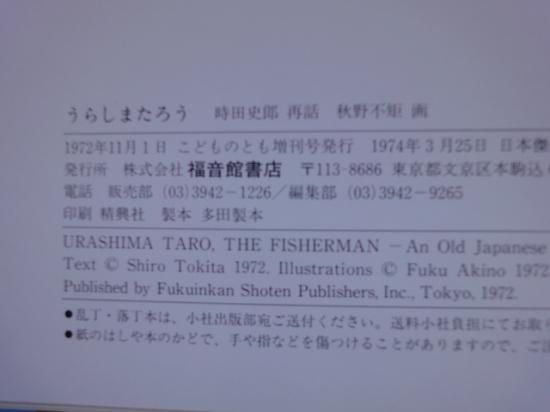 うらしまたろう 時田史郎 再話 秋野不矩 画
1972年11月1日 こどものとも増刊号発行 1974年3月25日 日本傑
発行所 株式会社 福音館書店 〒113-8686 東京都文京区本駒込
電話 販売部 (03)3942-1226/編集部 (03)3942-9265
印刷 精興社 製本 多田製本
URASHIMA TARO, THE FISHERMAN — An Old Japanese
Text © Shiro Tokita 1972. Illustrations © Fuku Akino 1972
Published by Fukuinkan Shoten Publishers, Inc., Tokyo, 1972.
●乱丁・落丁本は、小社出版部宛ご送付ください。送料小社負担にてお取り
●紙のはしや本のかどで、手や指などを傷つけることがありますので、ご注